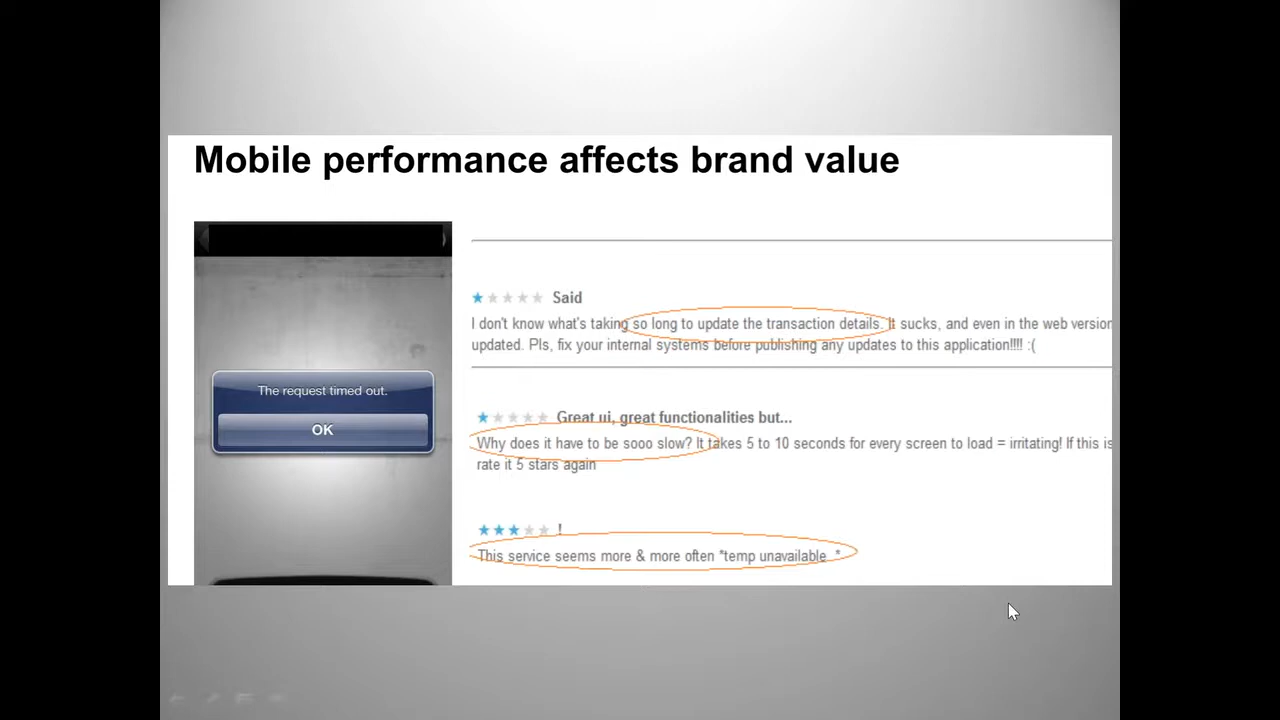 Mobile performance affects brand value
The request timed out.
OK
Said
I don't know what's taking so long to update the transaction details. It sucks, and even in the web version
updated. Pls, fix your internal systems before publishing any updates to this application!!!! :(
Great ui, great functionalities but...
Why does it have to be sooo slow? It takes 5 to 10 seconds for every screen to load = irritating! If this is
rate it 5 stars again
!
This service seems more & more often *temp unavailable *